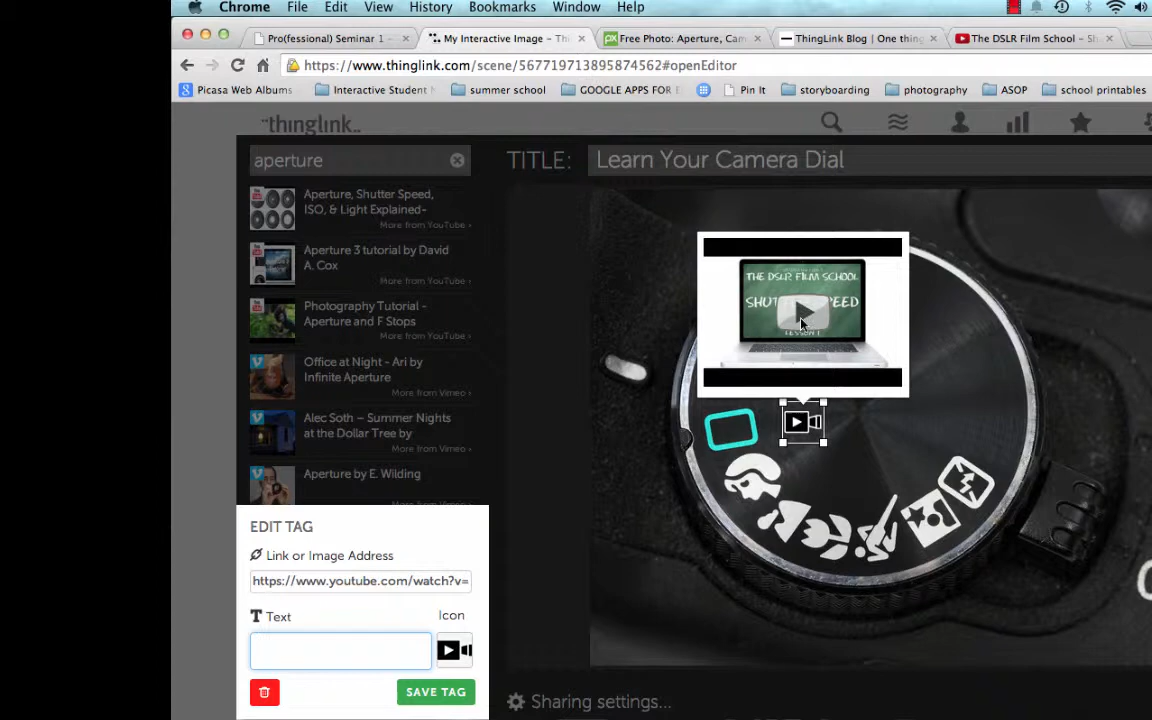 Chrome File Edit View History Bookmarks Window Help
Pro(fessional) Seminar 1 -
My Interactive Image - Th
Free Photo: Aperture, Cam
ThingLink Blog | One thing
The DSLR Film School - Sh
https://www.thinglink.com/scene/567719713895874562#openEditor
Picasa Web Albums
Interactive Student
summer school
GOOGLE APPS FOR E
Pin It
storyboarding
photography
ASOP
school printables
thinglink..
aperture
TITLE: Learn Your Camera Dial
Aperture, Shutter Speed,
ISO, & Light Explained-
More from YouTube ›
Aperture 3 tutorial by David
A. Cox
More from YouTube ›
Photography Tutorial -
Aperture and F Stops
More from YouTube ›
Office at Night - Ari by
Infinite Aperture
More from Vimeo ›
Alec Soth – Summer Nights
at the Dollar Tree by
More from Vimeo ›
Aperture by E. Wilding
More from Vimeo ›
THE DSLR FILM SCHOOL
SHUT PEED
LESSON 1
EDIT TAG
Link or Image Address
https://www.youtube.com/watch?v=
Text
Icon
SAVE TAG
Sharing settings...